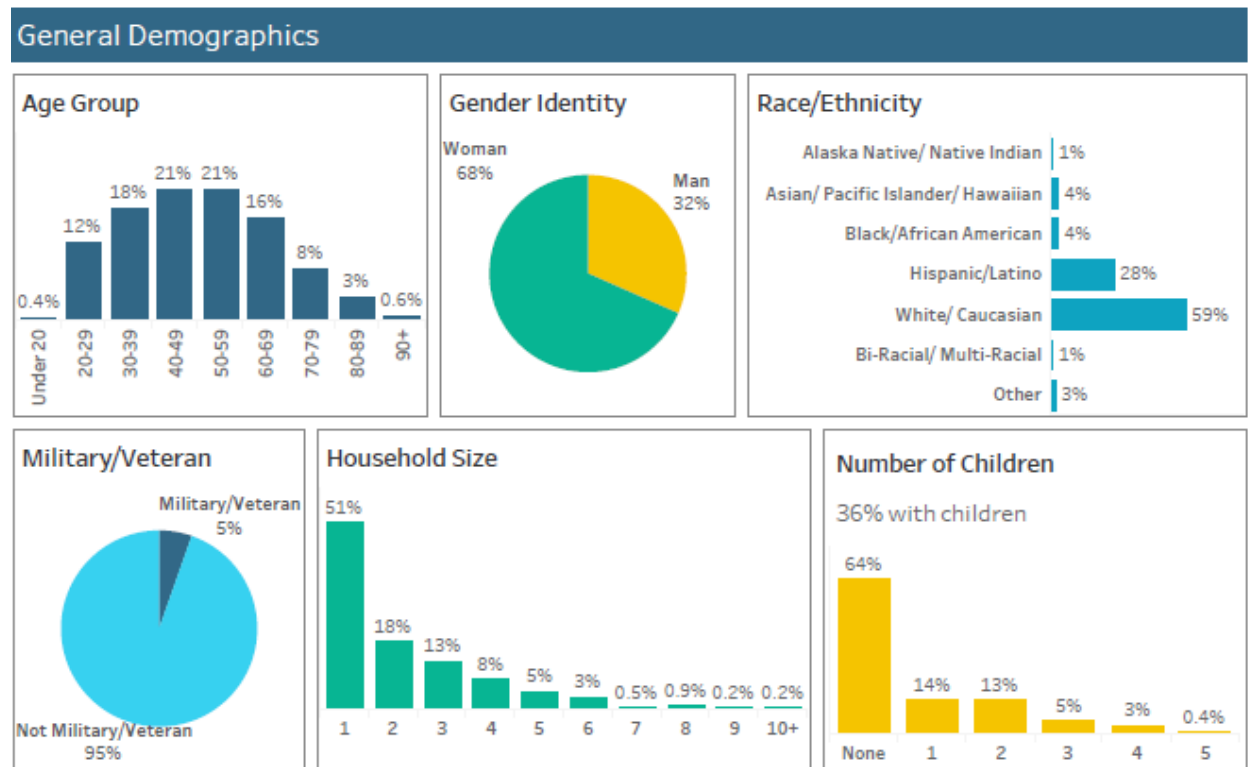 General Demographics
Age Group
0.4%
12%
18%
21%
21%
16%
8%
3%
0.6%
Under 20
20-29
30-39
40-49
50-59
60-69
70-79
80-89
90+
Gender Identity
Woman
68%
Man
32%
Race/Ethnicity
Alaska Native/ Native Indian 1%
Asian/ Pacific Islander/ Hawaiian 4%
Black/African American 4%
Hispanic/Latino 28%
White/ Caucasian 59%
Bi-Racial/ Multi-Racial 1%
Other 3%
Military/Veteran
Military/Veteran
5%
Not Military/Veteran
95%
Household Size
51%
18%
13%
8%
5%
3%
0.5% 0.9% 0.2% 0.2%
1 2 3 4 5 6 7 8 9 10+
Number of Children
36% with children
64%
14%
13%
5%
3%
0.4%
None 1 2 3 4 5